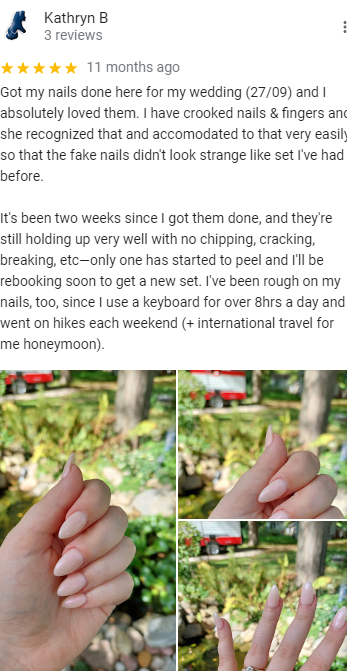 Kathryn B
3 reviews
11 months ago
Got my nails done here for my wedding (27/09) and I
absolutely loved them. I have crooked nails & fingers and
she recognized that and accomodated to that very easily
so that the fake nails didn't look strange like set I've had
before.
It's been two weeks since I got them done, and they're
still holding up very well with no chipping, cracking,
breaking, etc—only one has started to peel and I'll be
rebooking soon to get a new set. I've been rough on my
nails, too, since I use a keyboard for over 8hrs a day and
went on hikes each weekend (+ international travel for
me honeymoon).